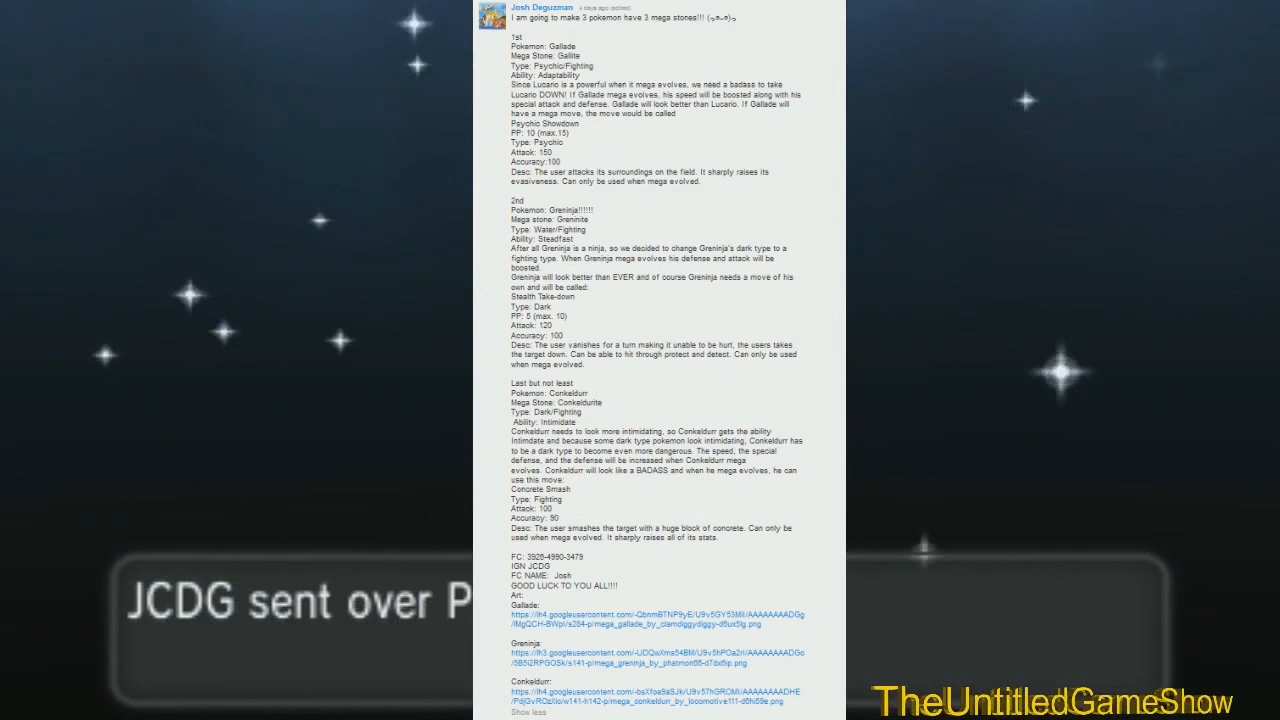 Josh Deguzman 4 days ago (edited)
I am going to make 3 pokemon have 3 mega stones!!!
1st
Pokemon: Gallade
Mega Stone: Gallite
Type: Psychic/Fighting
Ability: Adaptability
Since Lucario is a powerful when it mega evolves, we need a badass to take
Lucario DOWN! If Gallade mega evolves, his speed will be boosted along with his
special attack and defense. Gallade will look better than Lucario. If Gallade will
have a mega move, the move would be called
Psychic Showdown
PP: 10 (max.15)
Type: Psychic
Attack: 150
Accuracy:100
Desc: The user attacks its surroundings on the field. It sharply raises its
evasiveness. Can only be used when mega evolved.
2nd
Pokemon: Greninja!!!!!!
Mega stone: Greninite
Type: Water/Fighting
Ability: Steadfast
After all Greninja is a ninja, so we decided to change Greninja's dark type to a
fighting type. When Greninja mega evolves his defense and attack will be
boosted.
Greninja will look better than EVER and of course Greninja needs a move of his
own and will be called:
Stealth Take-down
Type: Dark
PP: 5 (max. 10)
Attack: 120
Accuracy: 100
Desc: The user vanishes for a turn making it unable to be hurt, the users takes
the target down. Can be able to hit through protect and detect. Can only be used
when mega evolved.
Last but not least
Pokemon: Conkeldurr
Mega Stone: Conkeldurite
Type: Dark/Fighting
Ability: Intimidate
Conkeldurr needs to look more intimidating, so Conkeldurr gets the ability
Intimdate and because some dark type pokemon look intimidating, Conkeldurr has
to be a dark type to become even more dangerous. The speed, the special
defense, and the defense will be increased when Conkeldurr mega
evolves. Conkeldurr will look like a BADASS and when he mega evolves, he can
use this move:
Concrete Smash
Type: Fighting
Attack: 100
Accuracy: 90
Desc: The user smashes the target with a huge block of concrete. Can only be
used when mega evolved. It sharply raises all of its stats.
FC: 3926-4990-3479
IGN JCDG
FC NAME: Josh
GOOD LUCK TO YOU ALL!!!!
Art:
Gallade:
Greninja:
Conkeldurr:
Show less
JCDG sent over P
TheUntitledGameShow